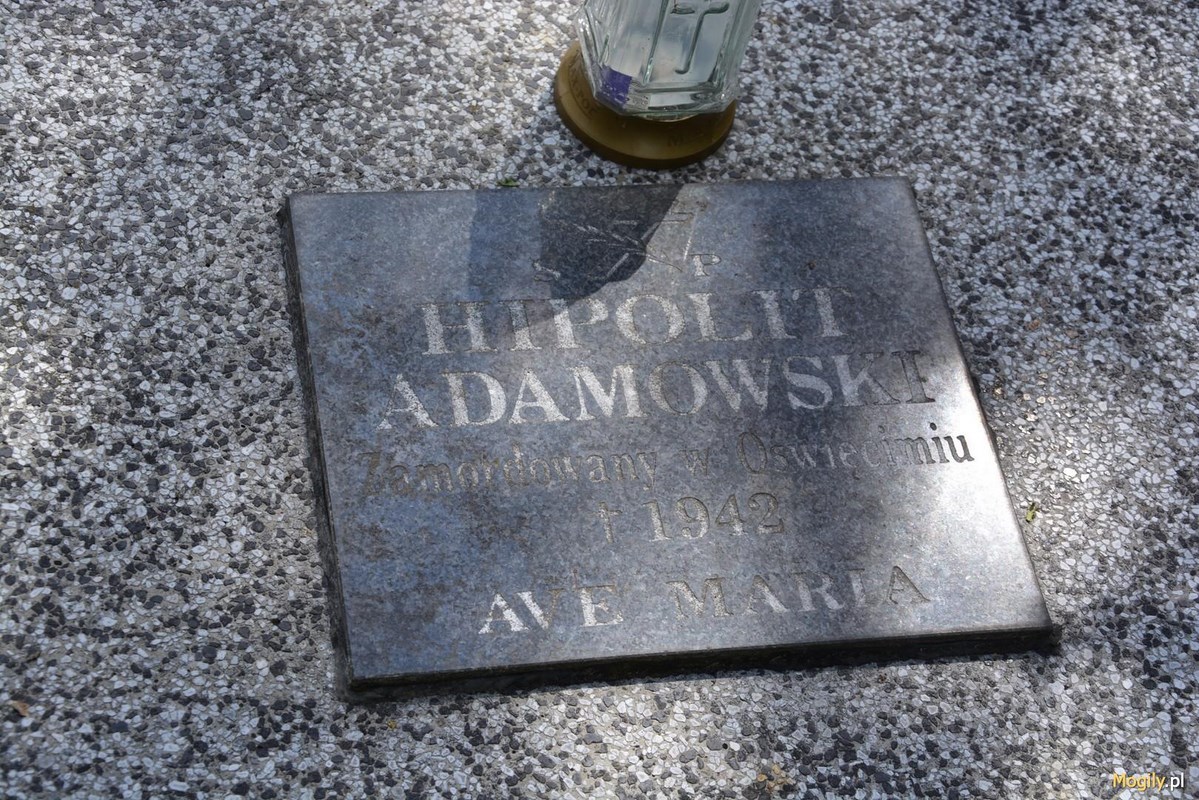 Ś P
HIPOLIT
ADAMOWSKI
Zamordowany w Oświęcimiu
† 1942
AVE MARIA
Mogiły.pl